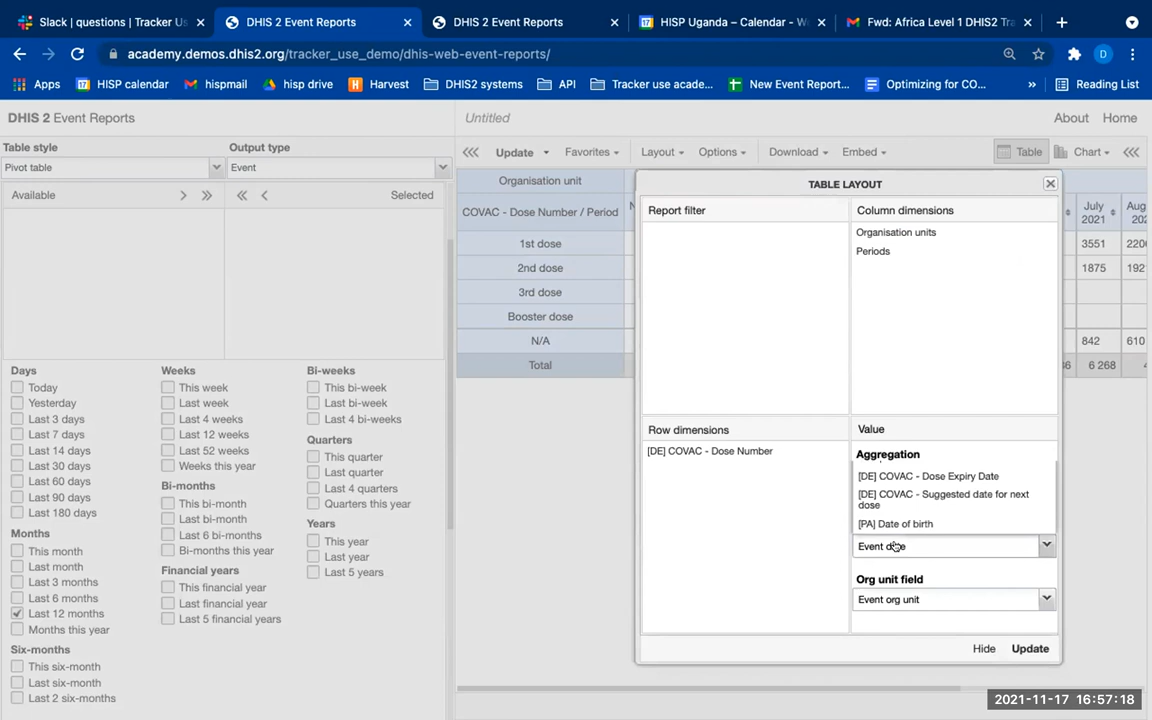 Slack | questions | Tracker Us
DHIS 2 Event Reports
DHIS 2 Event Reports
HISP Uganda – Calendar - W
Fwd: Africa Level 1 DHIS2 Tra
academy.demos.dhis2.org/tracker_use_demo/dhis-web-event-reports/
D
Apps
HISP calendar
hispmail
hisp drive
Harvest
DHIS2 systems
API
Tracker use acade...
New Event Report...
Optimizing for CO...
»
Reading List
DHIS 2 Event Reports
Untitled
About
Home
Table style
Output type
Pivot table
Event
Update
Favorites
Layout
Options
Download
Embed
Table
Chart
Available
Selected
Days
Today
Yesterday
Last 3 days
Last 7 days
Last 14 days
Last 30 days
Last 60 days
Last 90 days
Last 180 days
Months
This month
Last month
Last 3 months
Last 6 months
Last 12 months
Months this year
Six-months
This six-month
Last six-month
Last 2 six-months
Weeks
This week
Last week
Last 4 weeks
Last 12 weeks
Last 52 weeks
Weeks this year
Bi-months
This bi-month
Last bi-month
Last 6 bi-months
Bi-months this year
Financial years
This financial year
Last financial year
Last 5 financial years
Bi-weeks
This bi-week
Last bi-week
Last 4 bi-weeks
Quarters
This quarter
Last quarter
Last 4 quarters
Quarters this year
Years
This year
Last year
Last 5 years
Organisation unit
COVAC - Dose Number / Period
1st dose
2nd dose
3rd dose
Booster dose
N/A
Total
TABLE LAYOUT
Report filter
Column dimensions
Organisation units
Periods
Row dimensions
[DE] COVAC - Dose Number
Value
Aggregation
[DE] COVAC - Dose Expiry Date
[DE] COVAC - Suggested date for next
dose
[PA] Date of birth
Event date
Org unit field
Event org unit
Hide
Update
July
2021
Aug
202
3551
220
1875
192
842
610
6 268
2021-11-17 16:57:18